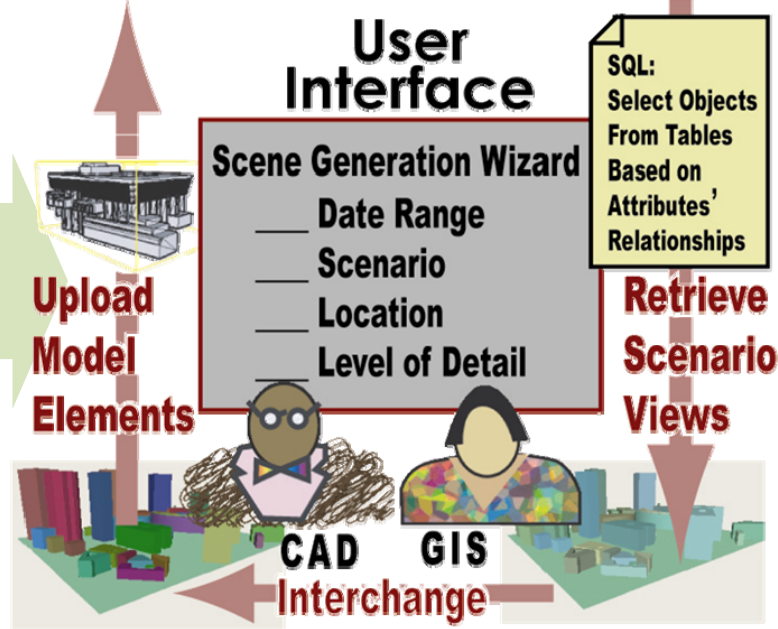 User
Interface
SQL:
Select Objects
From Tables
Based on
Attributes’
Relationships
Scene Generation Wizard
___ Date Range
___ Scenario
___ Location
___ Level of Detail
Upload
Model
Elements
Retrieve
Scenario
Views
CAD
GIS
Interchange